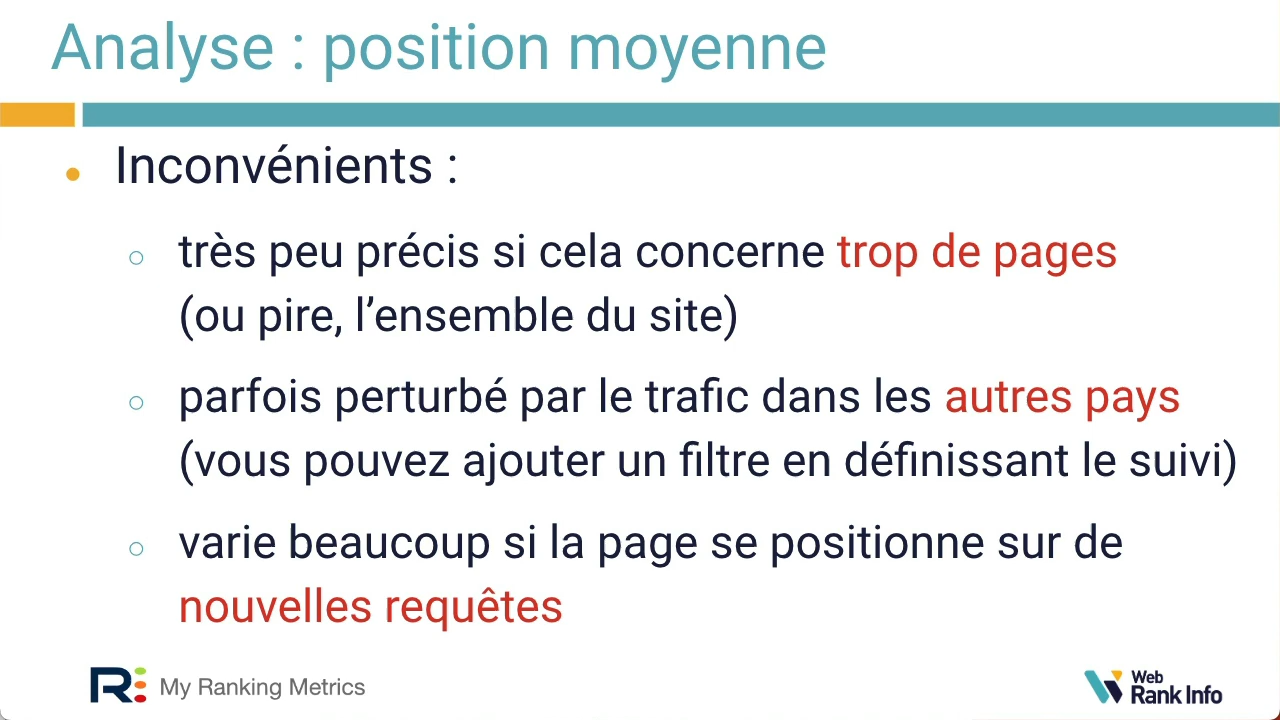 Analyse : position moyenne
Inconvénients :
très peu précis si cela concerne trop de pages
(ou pire, l’ensemble du site)
parfois perturbé par le trafic dans les autres pays
(vous pouvez ajouter un filtre en définissant le suivi)
varie beaucoup si la page se positionne sur de
nouvelles requêtes
R My Ranking Metrics
Web
Rank Info